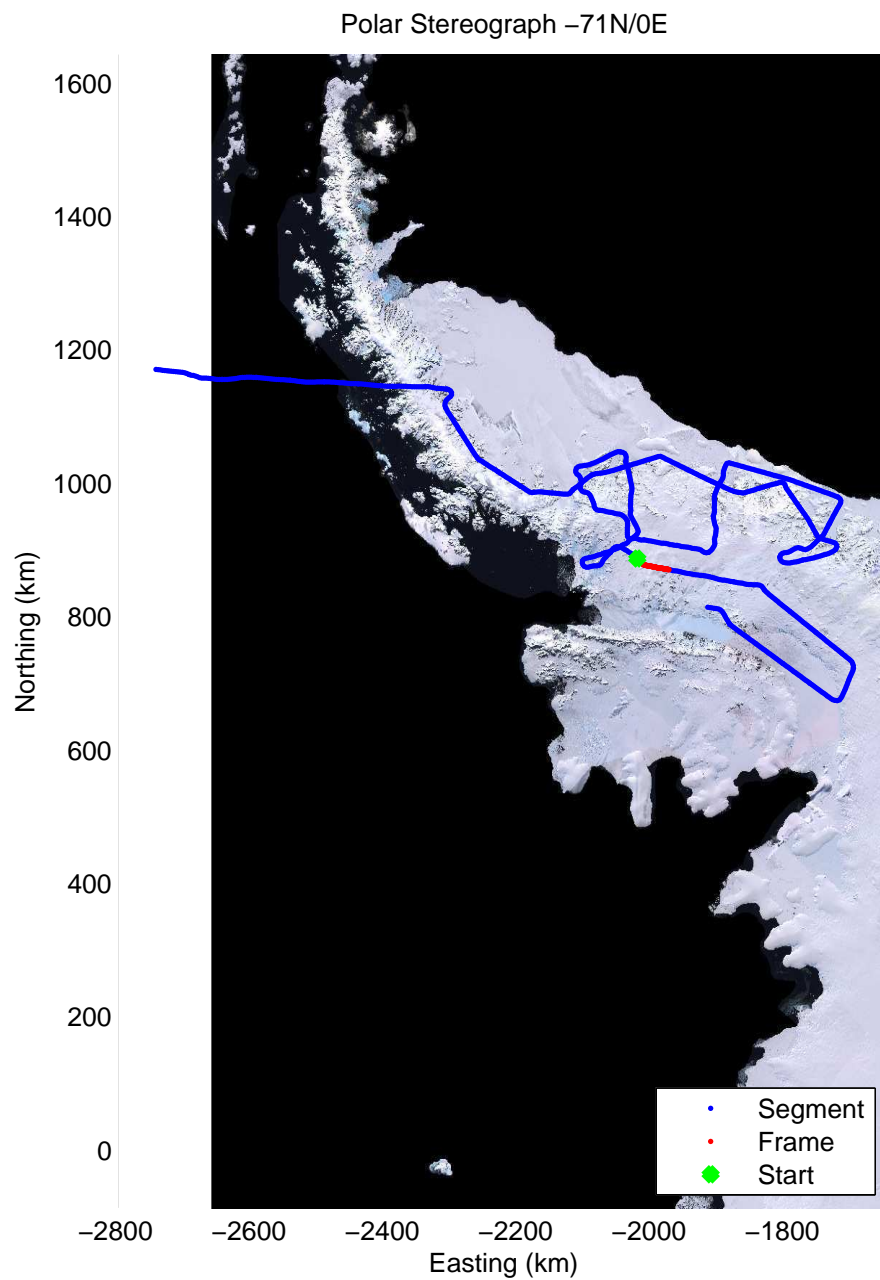 Polar Stereograph −71N/0E
1600
1400
1200
1000
800
600
400
200
0
Northing (km)
−2800 −2600 −2400 −2200 −2000 −1800
Easting (km)
Segment
Frame
Start